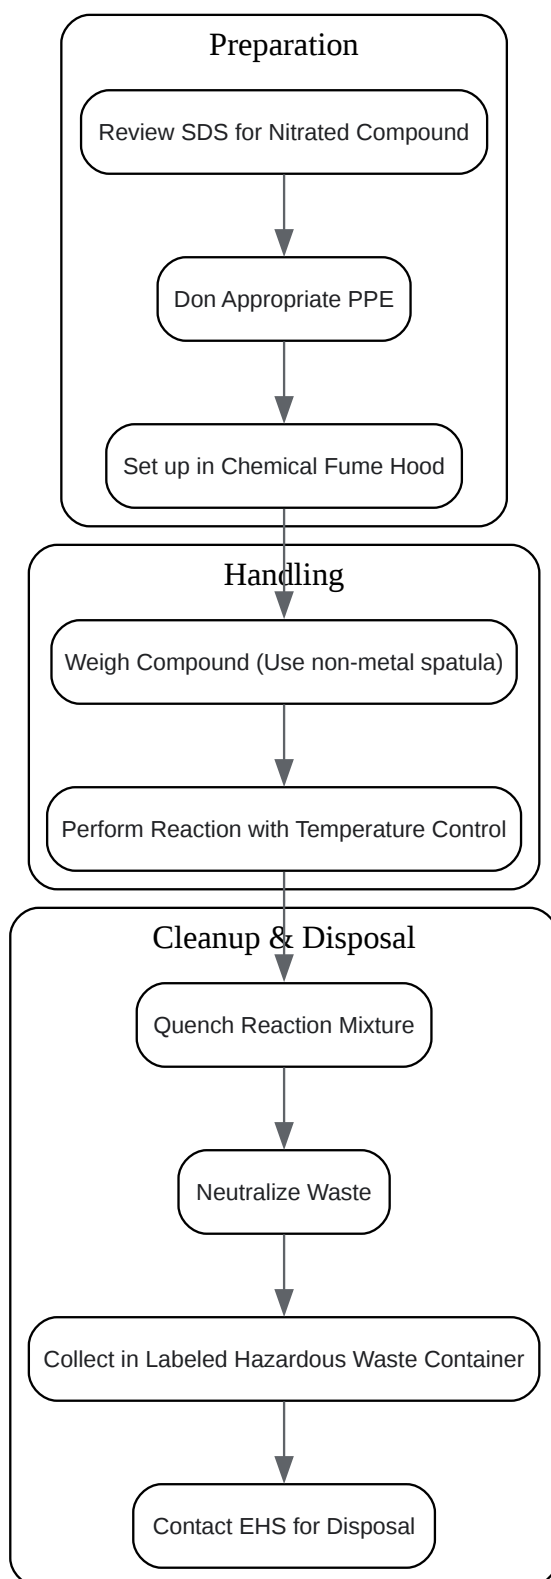 Preparation
Review SDS for Nitrated Compound
Don Appropriate PPE
Set up in Chemical Fume Hood
Handling
Weigh Compound (Use non-metal spatula)
Perform Reaction with Temperature Control
Cleanup & Disposal
Quench Reaction Mixture
Neutralize Waste
Collect in Labeled Hazardous Waste Container
Contact EHS for Disposal